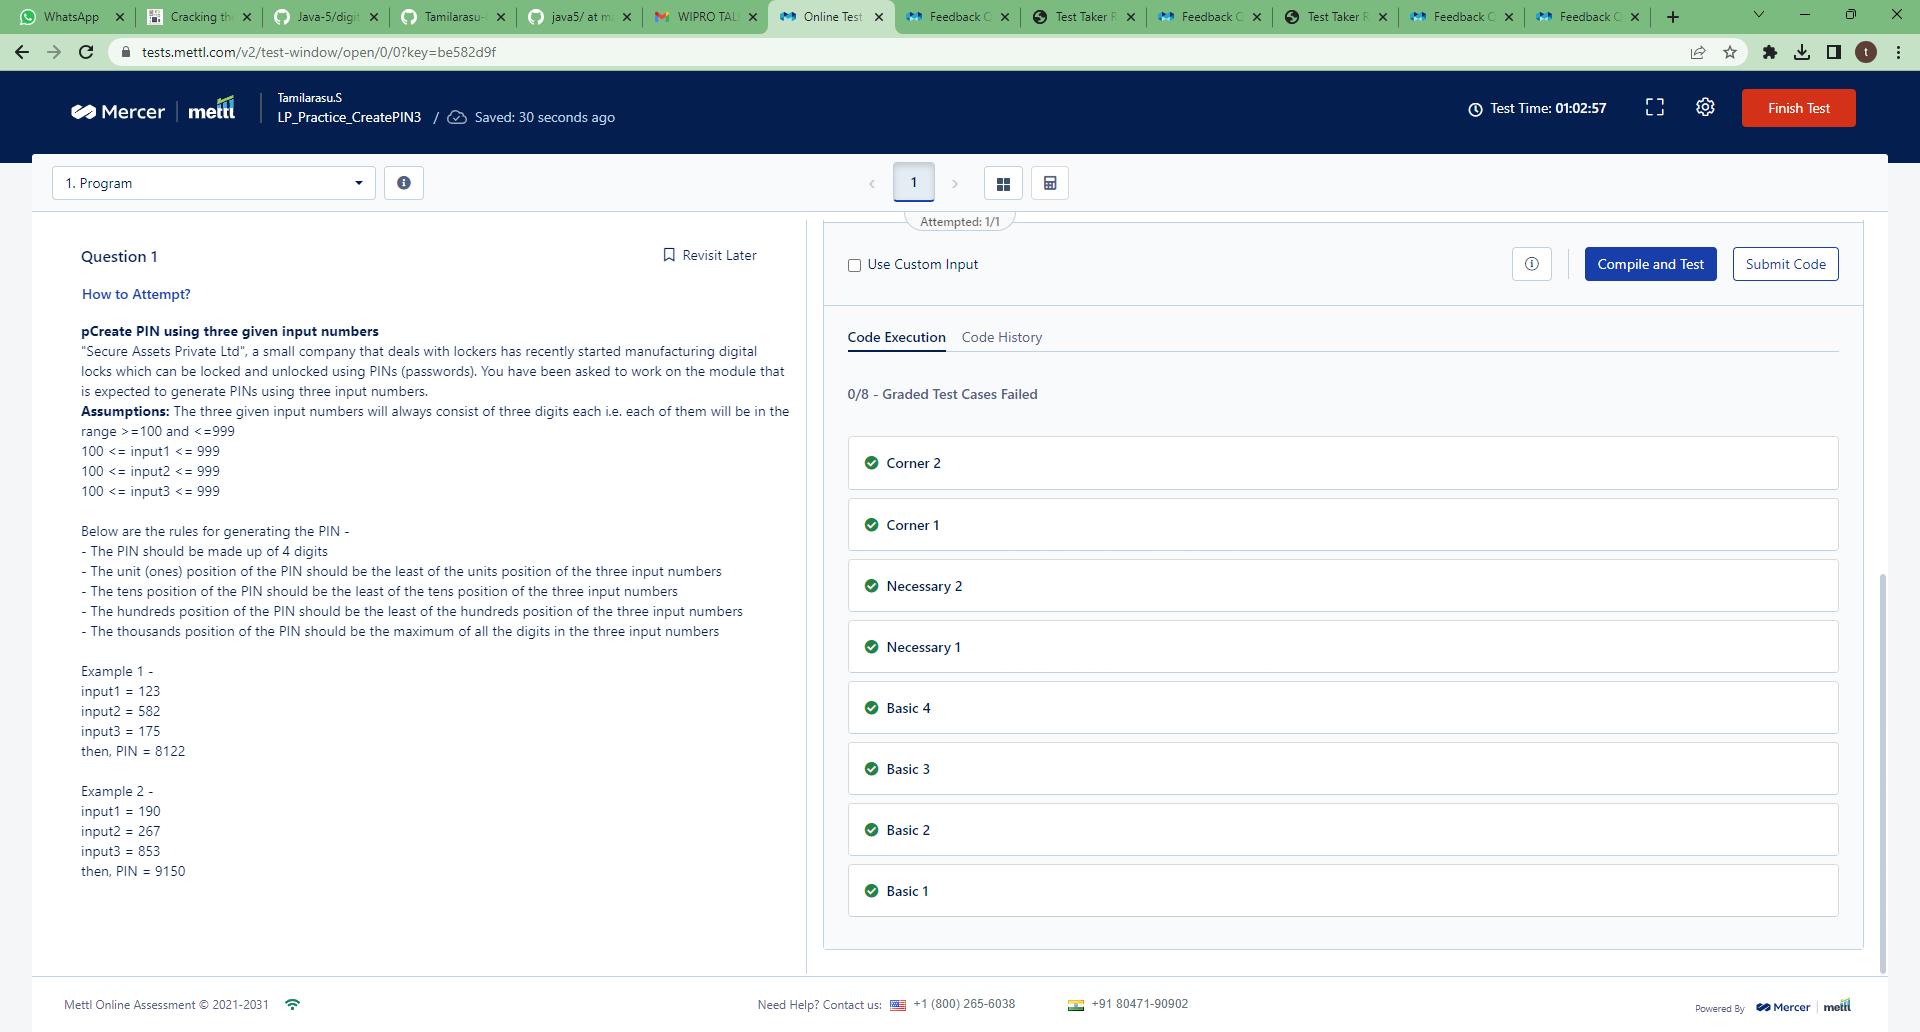 WhatsApp
Cracking the
Java-5/digit
Tamilarasu-
java5/ at m
WIPRO TAL
Online Test
Feedback C
Test Taker R
Feedback C
Test Taker R
Feedback C
Feedback C
tests.mettl.com/v2/test-window/open/0/0?key=be582d9f
t
Mercer | mettl
Tamilarasu.S
LP_Practice_CreatePIN3 / Saved: 30 seconds ago
Test Time: 01:02:57
Finish Test
1. Program
1
Attempted: 1/1
Question 1
Revisit Later
How to Attempt?
pCreate PIN using three given input numbers
"Secure Assets Private Ltd", a small company that deals with lockers has recently started manufacturing digital
locks which can be locked and unlocked using PINs (passwords). You have been asked to work on the module that
is expected to generate PINs using three input numbers.
Assumptions: The three given input numbers will always consist of three digits each i.e. each of them will be in the
range >=100 and <=999
100 <= input1 <= 999
100 <= input2 <= 999
100 <= input3 <= 999
Below are the rules for generating the PIN -
- The PIN should be made up of 4 digits
- The unit (ones) position of the PIN should be the least of the units position of the three input numbers
- The tens position of the PIN should be the least of the tens position of the three input numbers
- The hundreds position of the PIN should be the least of the hundreds position of the three input numbers
- The thousands position of the PIN should be the maximum of all the digits in the three input numbers
Example 1 -
input1 = 123
input2 = 582
input3 = 175
then, PIN = 8122
Example 2 -
input1 = 190
input2 = 267
input3 = 853
then, PIN = 9150
Use Custom Input
Compile and Test
Submit Code
Code Execution
Code History
0/8 - Graded Test Cases Failed
Corner 2
Corner 1
Necessary 2
Necessary 1
Basic 4
Basic 3
Basic 2
Basic 1
Mettl Online Assessment © 2021-2031
Need Help? Contact us: +1 (800) 265-6038
+91 80471-90902
Powered By Mercer | mettl